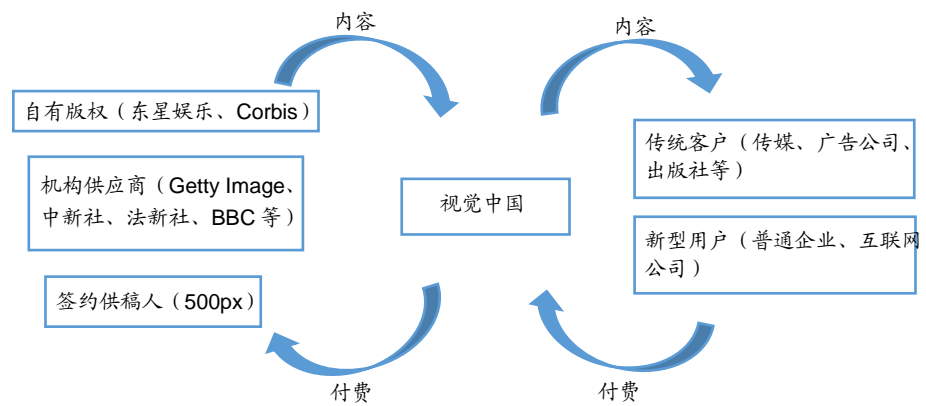 内容
内容
自有版权（东星娱乐、Corbis）
机构供应商（Getty Image、
中新社、法新社、BBC 等）
签约供稿人（500px）
视觉中国
传统客户（传媒、广告公司、
出版社等）
新型用户（普通企业、互联网
公司）
付费
付费